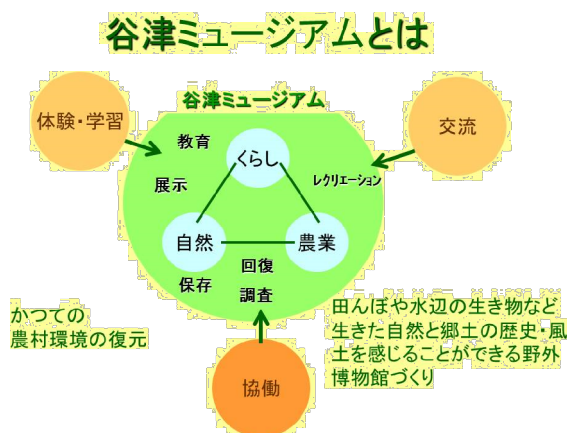 谷津ミュージアムとは
体験・学習
谷津ミュージアム
交流
教育
くらし
展示
レクリエーション
自然
農業
回復
保存
調査
かつての
農村環境の復元
田んぼや水辺の生き物など
生きた自然と郷土の歴史・風
土を感じることができる野外
博物館づくり
協働